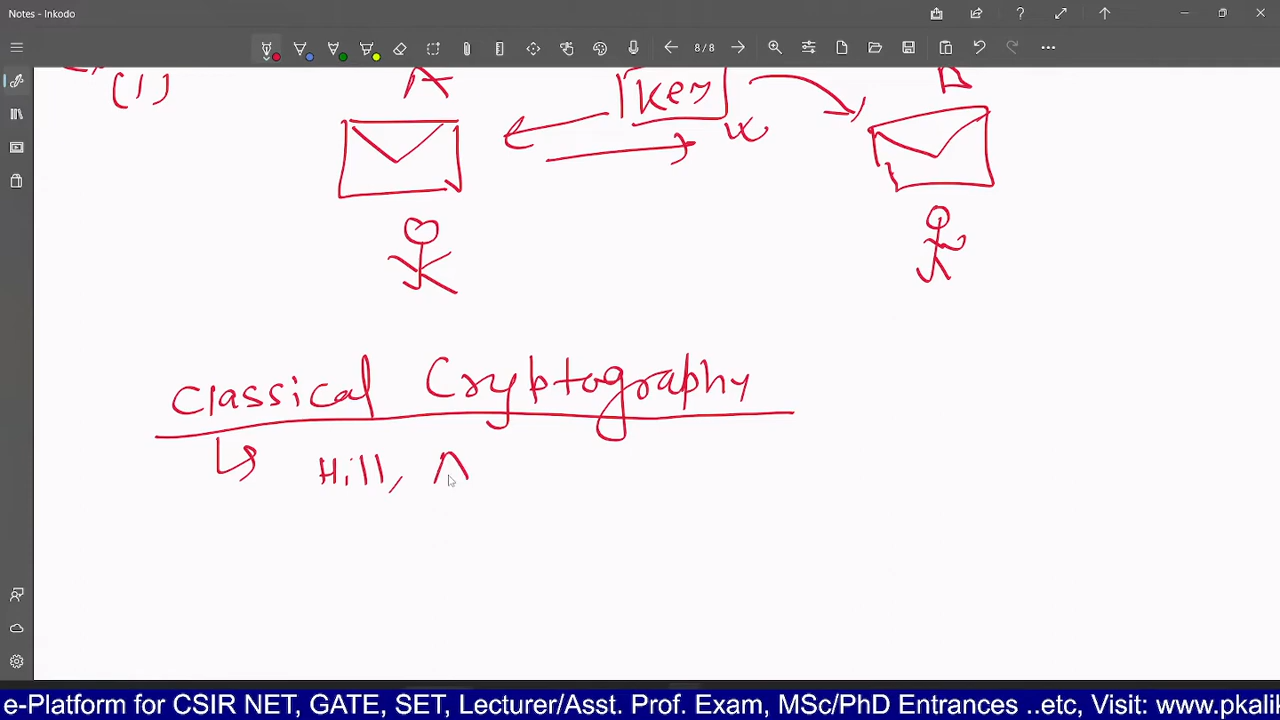 Notes - Inkodo
8/8
(1) A Key B
Classical Cryptography
Hill, A
e-Platform for CSIR NET, GATE, SET, Lecturer/Asst. Prof. Exam, MSc/PhD Entrances ..etc, Visit: www.pkalik